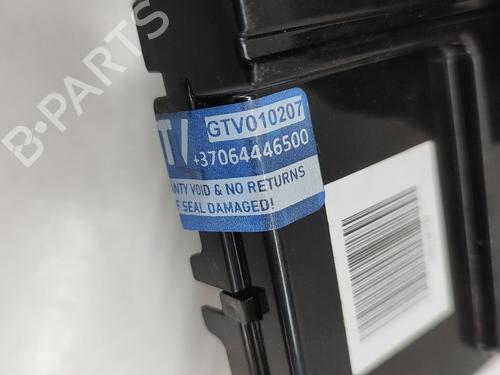 GTV010207
+37064446500
NTY VOID & NO RETURNS
F SEAL DAMAGED!
B-PARTS